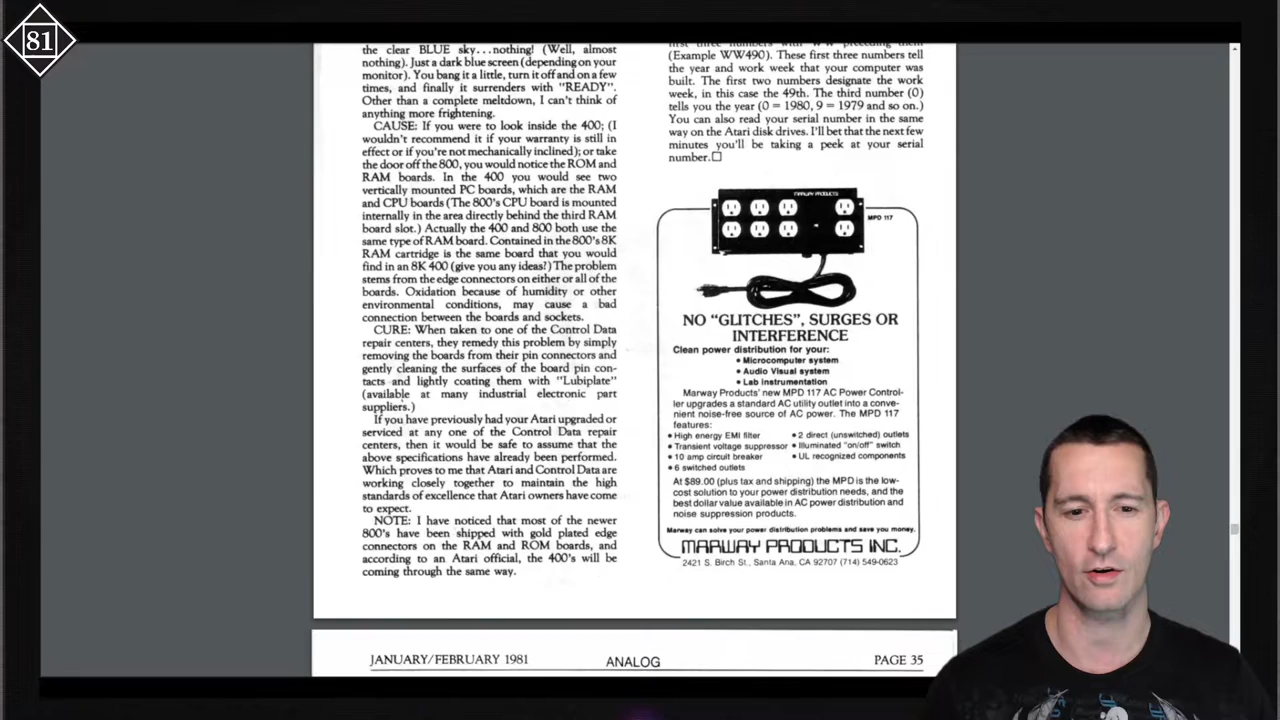 81
the clear BLUE sky...nothing! (Well, almost
nothing). Just a dark blue screen (depending on your
monitor). You bang it a little, turn it off and on a few
times, and finally it surrenders with "READY".
Other than a complete meltdown, I can't think of
anything more frightening.
CAUSE: If you were to look inside the 400; (I
wouldn't recommend it if your warranty is still in
effect or if you're not mechanically inclined); or take
the door off the 800, you would notice the ROM and
RAM boards. In the 400 you would see two
vertically mounted PC boards, which are the RAM
and CPU boards (The 800's CPU board is mounted
internally in the area directly behind the third RAM
board slot.) Actually the 400 and 800 both use the
same type of RAM board. Contained in the 800's 8K
RAM cartridge is the same board that you would
find in an 8K 400 (give you any ideas?) The problem
stems from the edge connectors on either or all of the
boards. Oxidation because of humidity or other
environmental conditions, may cause a bad
connection between the boards and sockets.
CURE: When taken to one of the Control Data
repair centers, they remedy this problem by simply
removing the boards from their pin connectors and
gently cleaning the surfaces of the board pin con-
tacts and lightly coating them with "Lubiplate"
(available at many industrial electronic part
suppliers.)
If you have previously had your Atari upgraded or
serviced at any one of the Control Data repair
centers, then it would be safe to assume that the
above specifications have already been performed.
Which proves to me that Atari and Control Data are
working closely together to maintain the high
standards of excellence that Atari owners have come
to expect.
NOTE: I have noticed that most of the newer
800's have been shipped with gold plated edge
connectors on the RAM and ROM boards, and
according to an Atari official, the 400's will be
coming through the same way.
first three numbers with WW preceding them
(Example WW490). These first three numbers tell
the year and work week that your computer was
built. The first two numbers designate the work
week, in this case the 49th. The third number (0)
tells you the year (0 = 1980, 9 = 1979 and so on.)
You can also read your serial number in the same
way on the Atari disk drives. I'll bet that the next few
minutes you'll be taking a peek at your serial
number.□
MARWAY PRODUCTS
MPD 117
NO "GLITCHES", SURGES OR
INTERFERENCE
Clean power distribution for your:
• Microcomputer system
• Audio Visual system
• Lab Instrumentation
Marway Products' new MPD 117 AC Power Control-
ler upgrades a standard AC utility outlet into a conve-
nient noise-free source of AC power. The MPD 117
features:
• High energy EMI filter • 2 direct (unswitched) outlets
• Transient voltage suppressor • Illuminated "on/off" switch
• 10 amp circuit breaker • UL recognized components
• 6 switched outlets
At $89.00 (plus tax and shipping) the MPD is the low-
cost solution to your power distribution needs, and the
best dollar value available in AC power distribution and
noise suppression products.
Marway can solve your power distribution problems and save you money.
MARWAY PRODUCTS INC.
2421 S. Birch St., Santa Ana, CA 92707 (714) 549-0623
JANUARY/FEBRUARY 1981 ANALOG PAGE 35